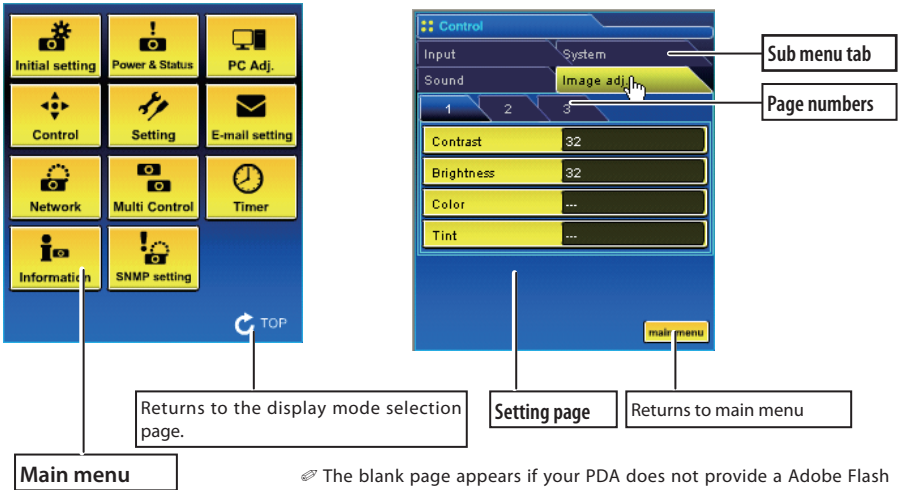 Initial setting
Power & Status
PC Adj.
Control
Setting
E-mail setting
Network
Multi Control
Timer
Information
SNMP setting
TOP
Control
Input
System
Sound
Image adj.
1
2
3
Contrast
32
Brightness
32
Color
---
Tint
---
main menu
Sub menu tab
Page numbers
Returns to the display mode selection
page.
Setting page
Returns to main menu
Main menu
✐ The blank page appears if your PDA does not provide a Adobe Flash